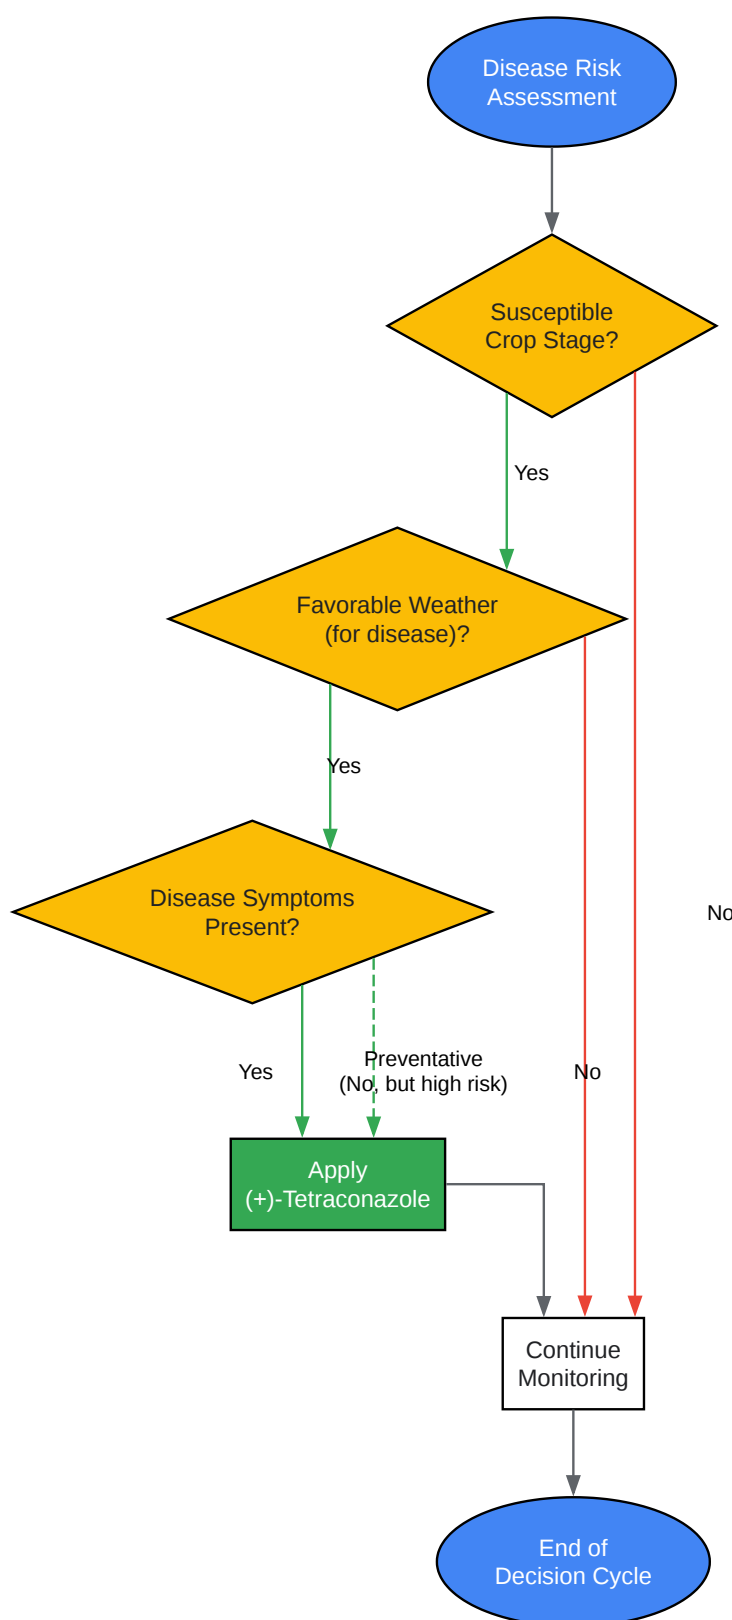 Disease Risk
Assessment
Susceptible
Crop Stage?
Yes
Favorable Weather
(for disease)?
Yes
Disease Symptoms
Present?
No
Yes
Preventative
(No, but high risk)
No
Apply
(+)-Tetraconazole
Continue
Monitoring
End of
Decision Cycle